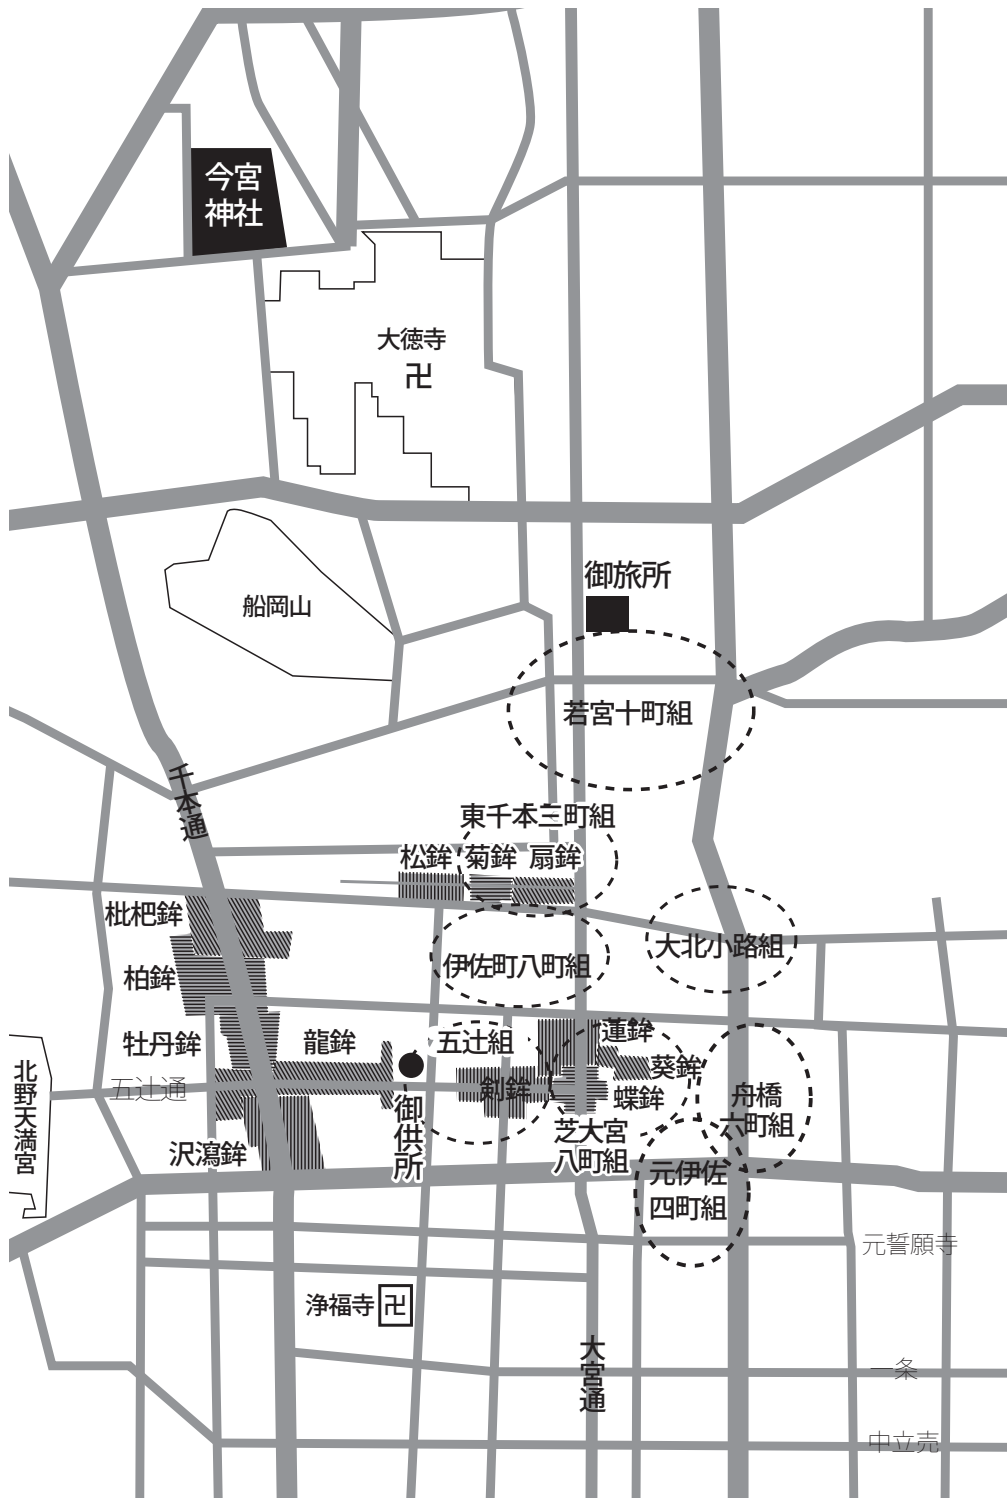 今宮
神社
大徳寺
卍
御旅所
船岡山
若宮十町組
千本通
東千本三町組
松鉾
菊鉾
扇鉾
枇杷鉾
大北小路組
伊佐町八町組
柏鉾
牡丹鉾
龍鉾
五辻組
蓮鉾
葵鉾
北野天満宮
五辻通
剣鉾
蝶鉾
舟橋
六町組
御供所
芝大宮
八町組
沢瀉鉾
元伊佐
四町組
元誓願寺
浄福寺
卍
大宮通
一条
中立売